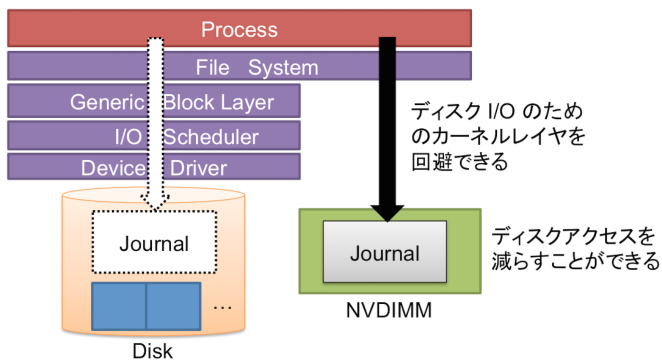 Process
File System
Generic Block Layer
I/O Scheduler
Device Driver
ディスク I/O のため
のカーネルレイヤを
回避できる
Journal
...
Disk
Journal
NVDIMM
ディスクアクセスを
減らすことができる